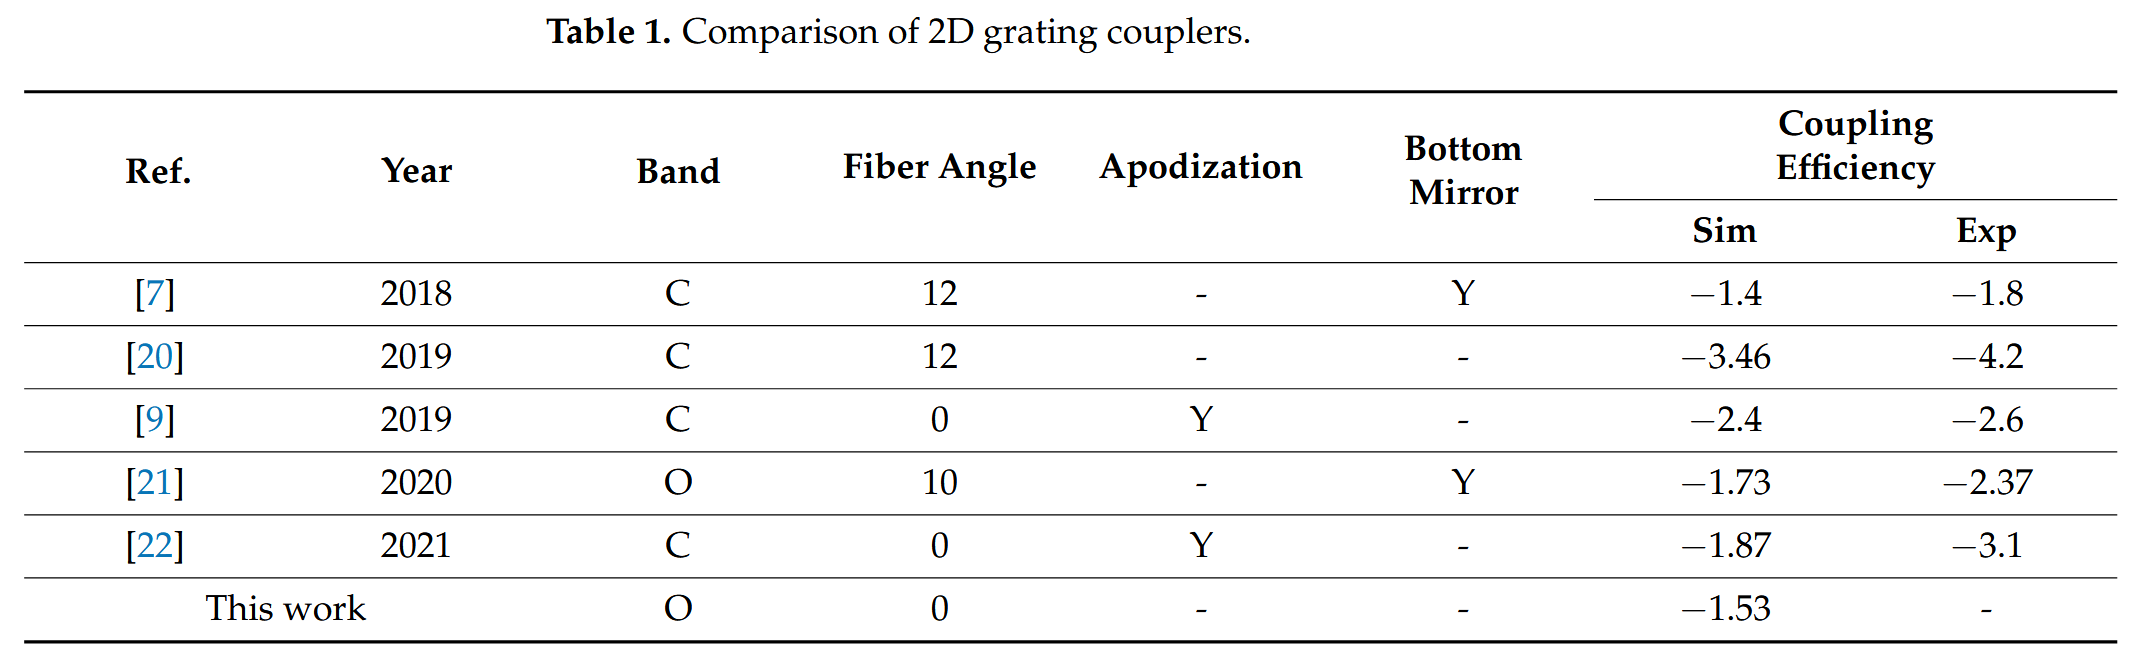 Table 1. Comparison of 2D grating couplers.
Ref. Year Band Fiber Angle Apodization Bottom Mirror Coupling Efficiency
Sim Exp
[7] 2018 C 12 - Y −1.4 −1.8
[20] 2019 C 12 - - −3.46 −4.2
[9] 2019 C 0 Y - −2.4 −2.6
[21] 2020 O 10 - Y −1.73 −2.37
[22] 2021 C 0 Y - −1.87 −3.1
This work O 0 - - −1.53 -